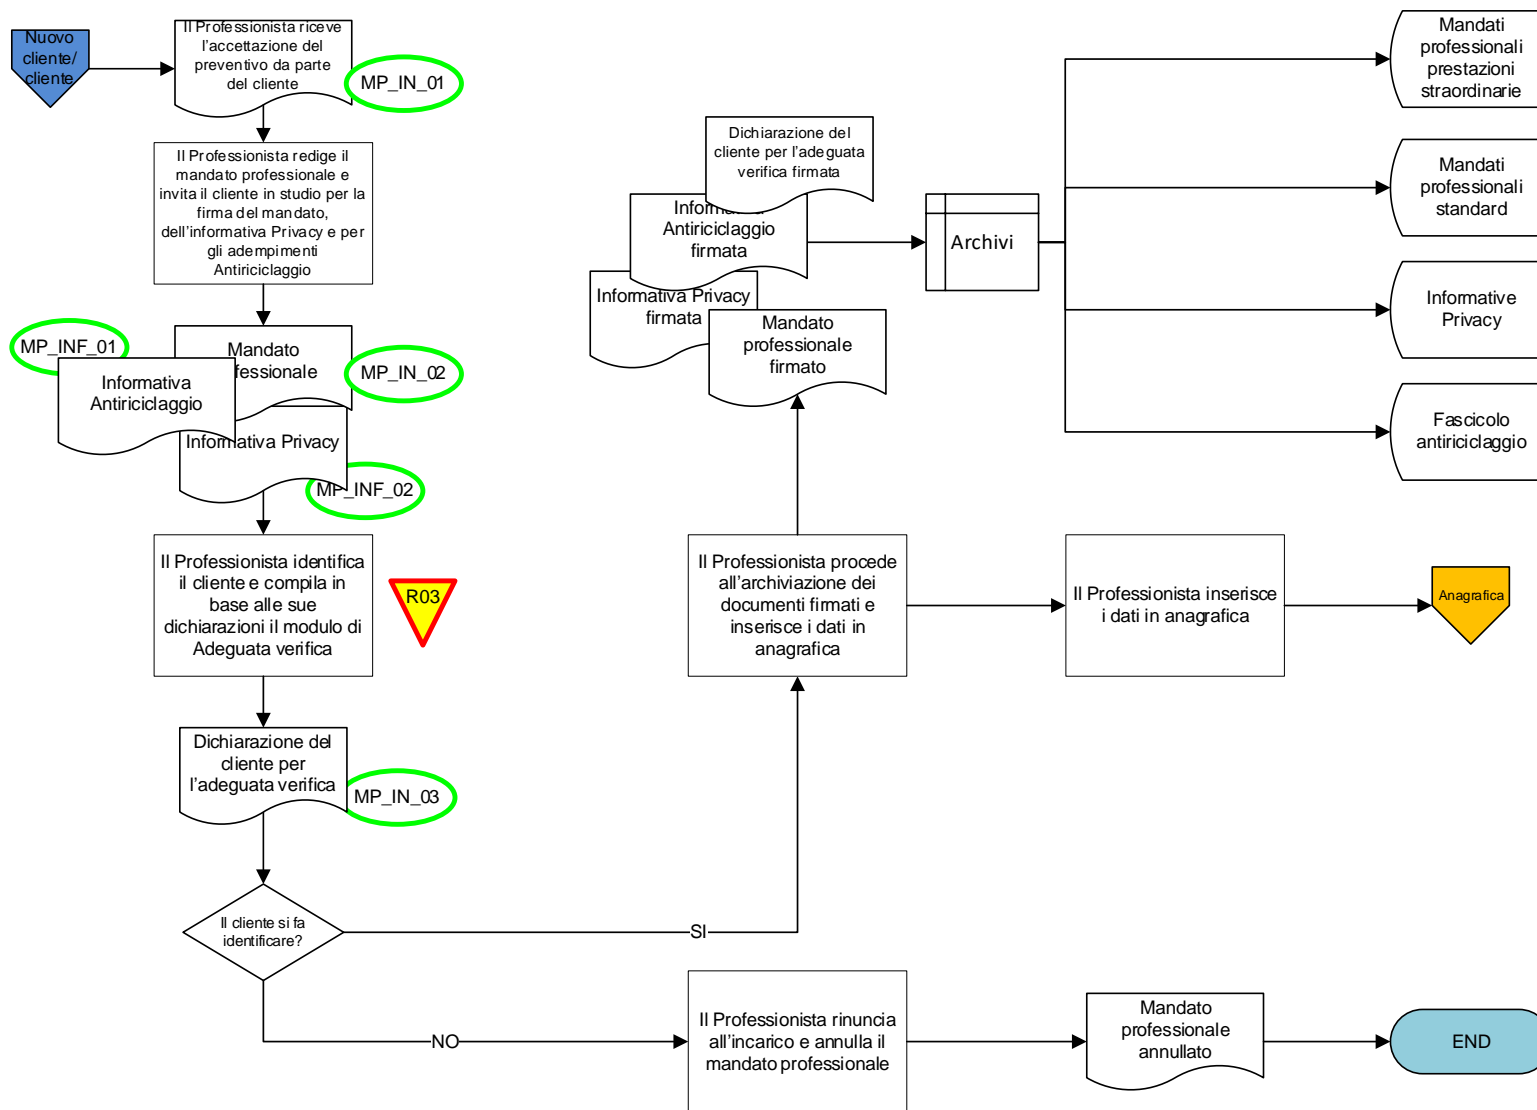 Nuovo
cliente/
cliente
Il Professionista riceve
l'accettazione del
preventivo da parte
del cliente
MP_IN_01
Il Professionista redige il
mandato professionale e
invita il cliente in studio per la
firma del mandato,
dell'informativa Privacy e per
gli adempimenti
Antiriciclaggio
MP_INF_01
Mandato
ofessionale
MP_IN_02
Informativa
Antiriciclaggio
Informativa Privacy
MP_INF_02
Il Professionista identifica
il cliente e compila in
base alle sue
dichiarazioni il modulo di
Adeguata verifica
R03
Dichiarazione del
cliente per
l'adeguata verifica
MP_IN_03
Il cliente si fa
identificare?
SI
NO
Dichiarazione del
cliente per l'adeguata
verifica firmata
Informativa
Antiriciclaggio
firmata
Informativa Privacy
firmata
Mandato
professionale
firmato
Archivi
Mandati
professionali
prestazioni
straordinarie
Mandati
professionali
standard
Informative
Privacy
Fascicolo
antiriciclaggio
Il Professionista procede
all'archiviazione dei
documenti firmati e
inserisce i dati in
anagrafica
Il Professionista inserisce
i dati in anagrafica
Anagrafica
Il Professionista rinuncia
all'incarico e annulla il
mandato professionale
Mandato
professionale
annullato
END